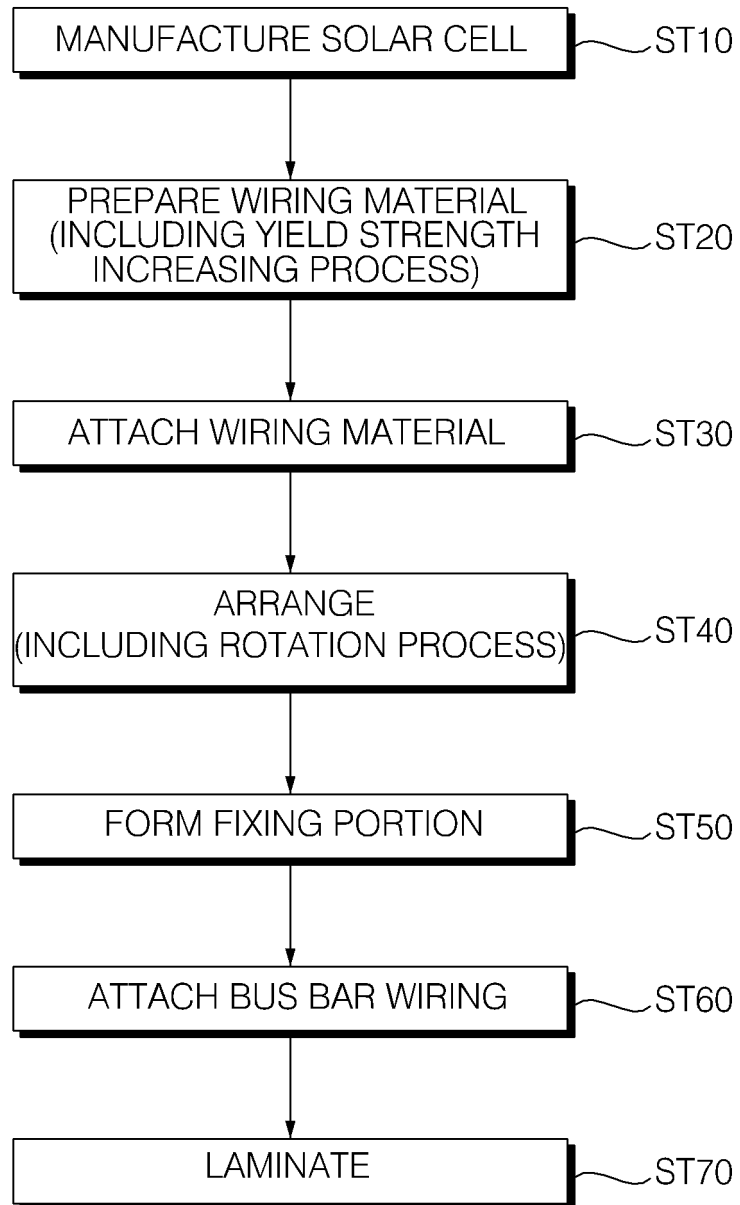 MANUFACTURE SOLAR CELL
ST10
PREPARE WIRING MATERIAL
(INCLUDING YIELD STRENGTH
INCREASING PROCESS)
ST20
ATTACH WIRING MATERIAL
ST30
ARRANGE
(INCLUDING ROTATION PROCESS)
ST40
FORM FIXING PORTION
ST50
ATTACH BUS BAR WIRING
ST60
LAMINATE
ST70